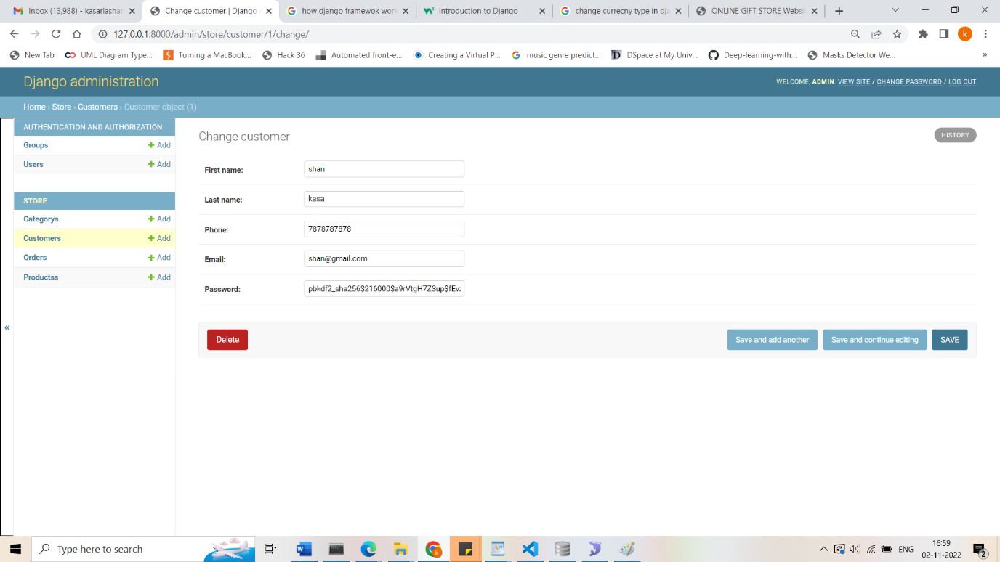 Inbox (13,988) - kasarlashan
Change customer | Django
how django framewok work
Introduction to Django
change currecny type in dja
ONLINE GIFT STORE Websit
127.0.0.1:8000/admin/store/customer/1/change/
k
New Tab
UML Diagram Type...
Turning a MacBook...
Hack 36
Automated front-e...
Creating a Virtual P...
music genre predict...
DSpace at My Univ...
Deep-learning-with...
Masks Detector We...
»
Django administration
WELCOME, ADMIN. VIEW SITE / CHANGE PASSWORD / LOG OUT
Home › Store › Customers › Customer object (1)
AUTHENTICATION AND AUTHORIZATION
Groups + Add
Users + Add
STORE
Categorys + Add
Customers + Add
Orders + Add
Productss + Add
«
Change customer
HISTORY
First name: shan
Last name: kasa
Phone: 7878787878
Email: shan@gmail.com
Password: pbkdf2_sha256$216000$a9rVtgH7ZSup$fEv
Delete
Save and add another
Save and continue editing
SAVE
Type here to search
ENG
16:59
02-11-2022
2